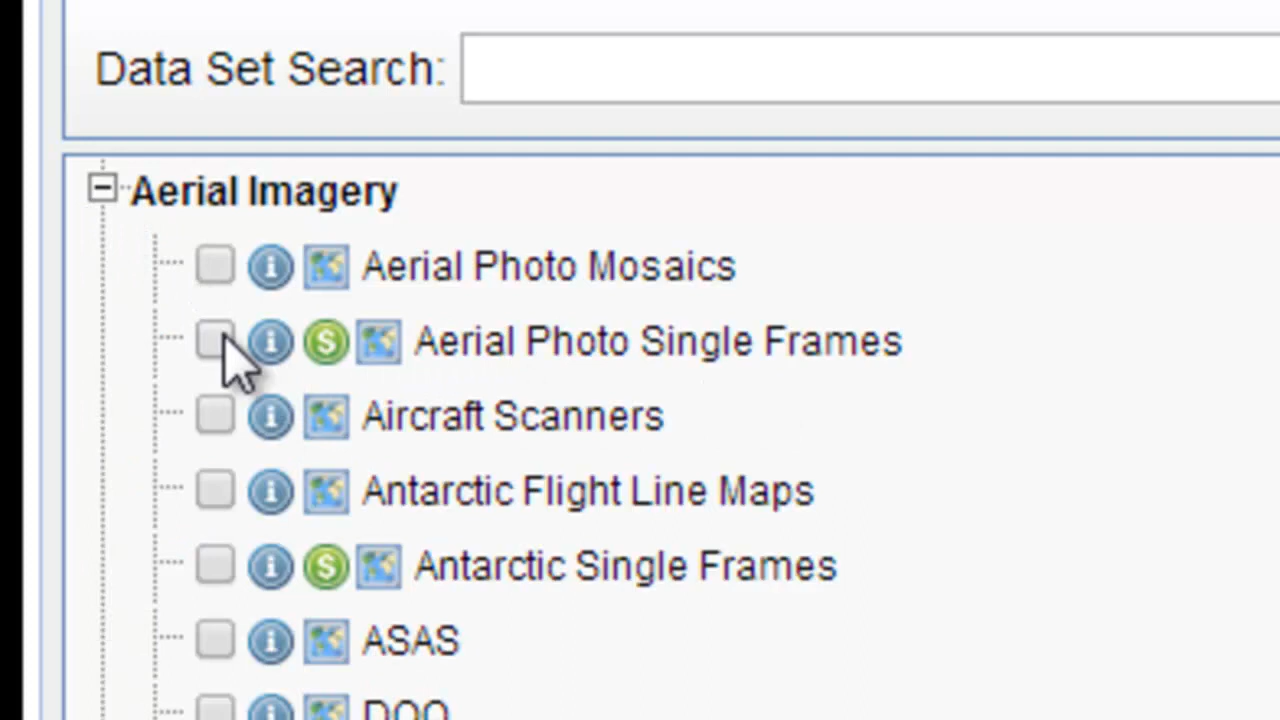 Data Set Search:
Aerial Imagery
Aerial Photo Mosaics
$ Aerial Photo Single Frames
Aircraft Scanners
Antarctic Flight Line Maps
$ Antarctic Single Frames
ASAS
DOQ